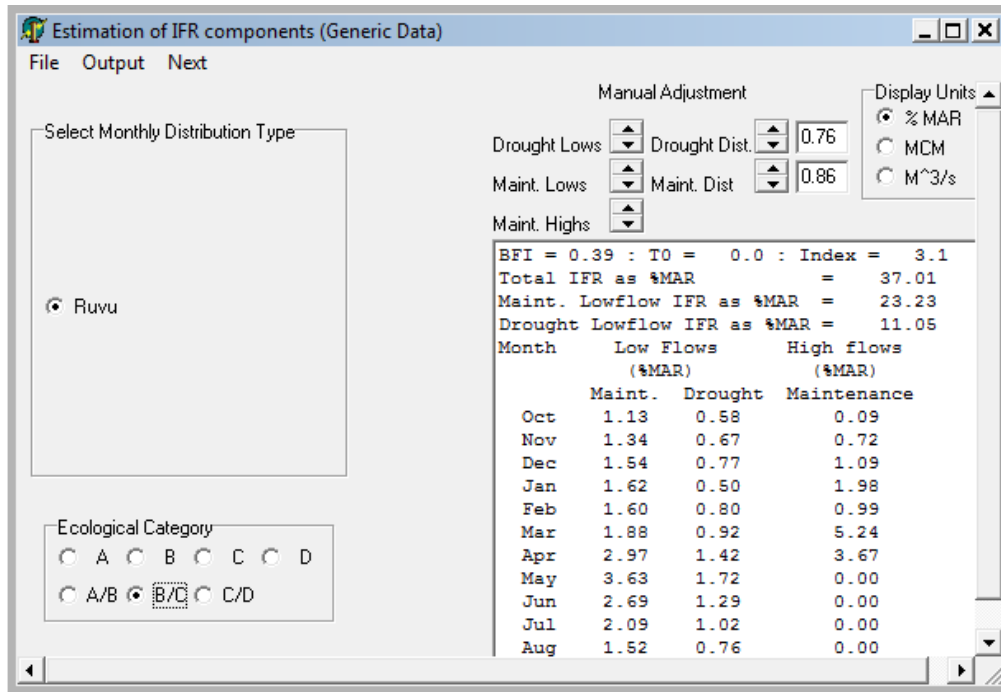 Estimation of IFR components (Generic Data)
File Output Next
Select Monthly Distribution Type
Ruvu
Ecological Category
A B C D
A/B B/C C/D
Manual Adjustment
Drought Lows Drought Dist. 0.76
Maint. Lows Maint. Dist 0.86
Maint. Highs
Display Units
% MAR
MCM
M^3/s
BFI = 0.39 : T0 = 0.0 : Index = 3.1
Total IFR as %MAR = 37.01
Maint. Lowflow IFR as %MAR = 23.23
Drought Lowflow IFR as %MAR = 11.05
Month Low Flows High flows
(%MAR) (%MAR)
Maint. Drought Maintenance
Oct 1.13 0.58 0.09
Nov 1.34 0.67 0.72
Dec 1.54 0.77 1.09
Jan 1.62 0.50 1.98
Feb 1.60 0.80 0.99
Mar 1.88 0.92 5.24
Apr 2.97 1.42 3.67
May 3.63 1.72 0.00
Jun 2.69 1.29 0.00
Jul 2.09 1.02 0.00
Aug 1.52 0.76 0.00